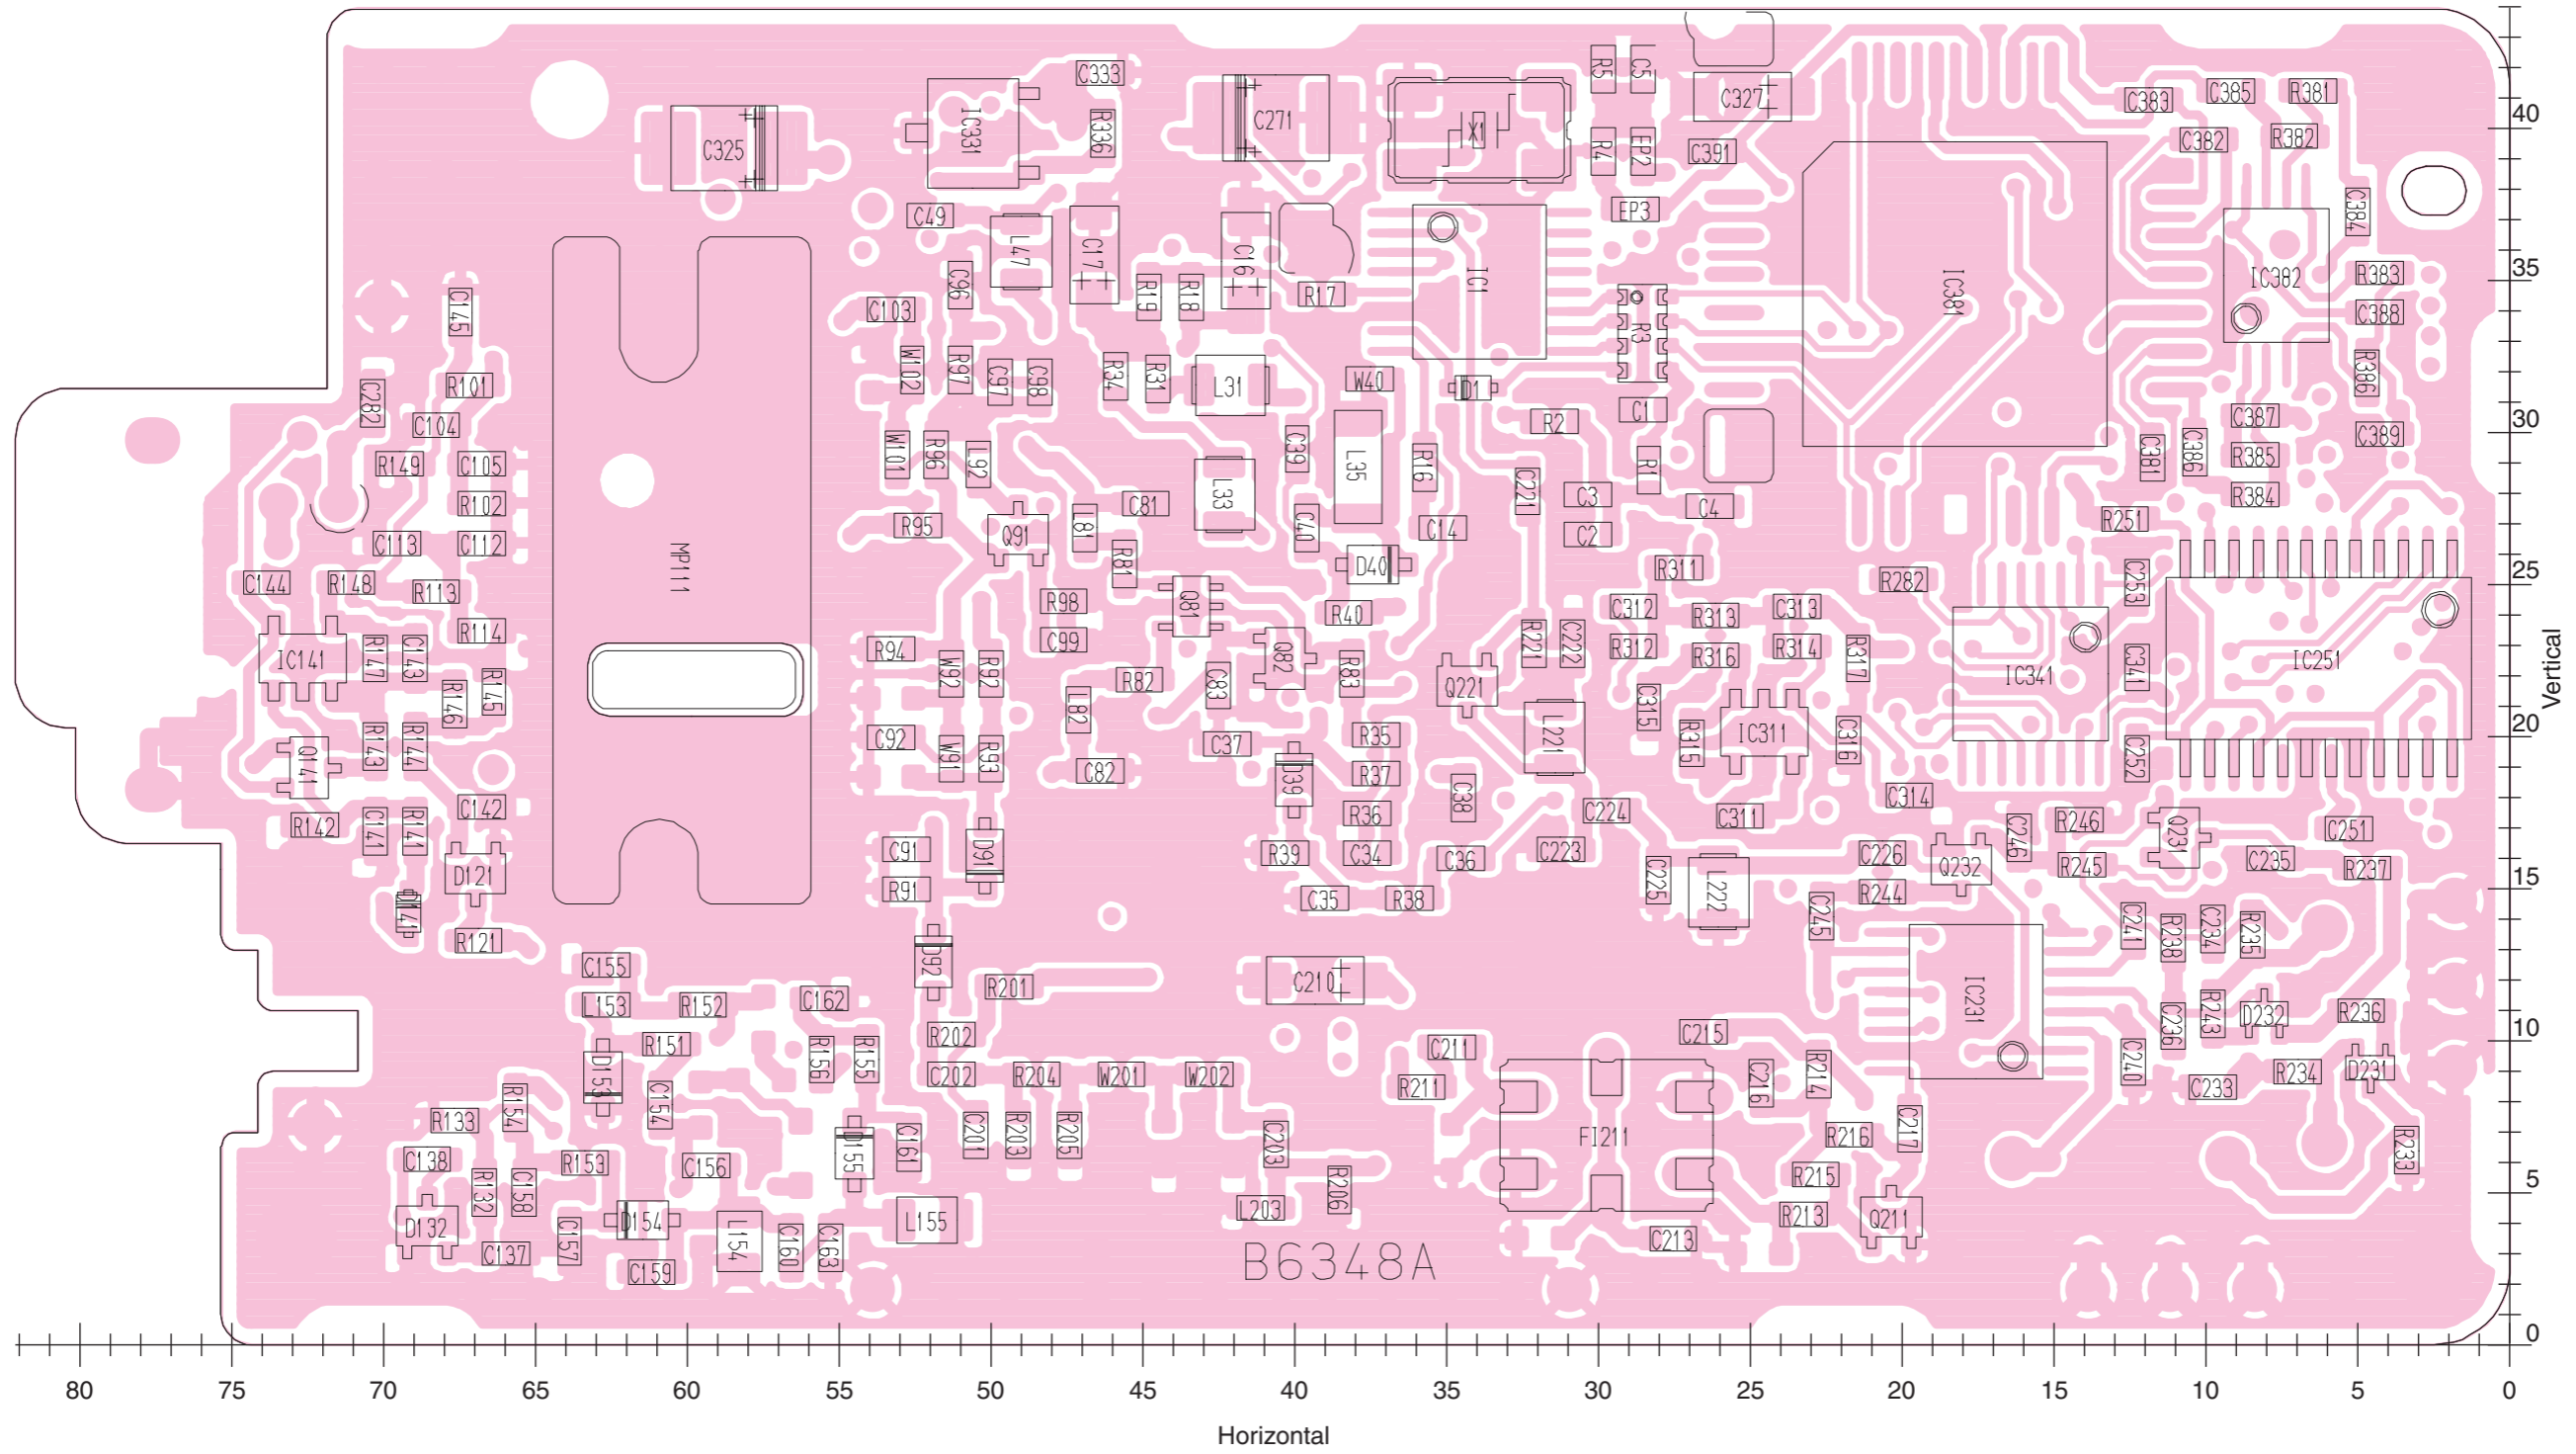 C333
R5
C5
C327
C383
C385
R381
40
C325
IC331
R336
C271
X1
R4
EP2
C391
C382
R382
C49
EP3
C384
L47
C17
C16
IC1
35
C145
C96
R19
R18
R17
IC381
IC382
R383
C103
R3
C388
W102
R97
C97
C98
R34
R31
L31
W40
D1
R386
C282
R101
C104
R2
C1
C387
30
C389
R149
C105
W101
R96
L92
C39
L35
R16
R1
C381
C386
R385
R102
C81
L33
C221
C3
C4
R384
R95
Q91
L81
C40
C14
C2
R251
C113
C112
MP111
R81
D40
R311
C144
R148
R113
R282
C253
25
Q81
R98
R40
C312
R313
C313
R114
C99
R94
IC141
R147
C143
Q82
R83
R221
C222
R312
R316
R314
R317
IC341
C341
IC251
Vertical
R146
R145
W92
R92
R82
C83
Q221
L82
C315
C92
C37
R35
L221
R315
IC311
C316
20
Q141
R143
R144
W91
R93
C82
D39
R37
C38
C252
C142
C314
R142
C141
R141
R36
C224
C311
R246
Q231
C251
C246
C91
D91
R39
C34
C36
C223
C226
Q232
R245
C235
R237
D121
R91
C35
R38
C225
L222
R244
15
D141
C245
C241
R238
C234
R235
R121
D92
C155
R201
C210
L153
R152
C162
IC231
C236
R243
D232
R236
R151
R202
C211
C215
10
R156
R155
D153
C202
R204
W201
W202
R211
C216
R214
C240
C233
R234
D231
R154
C154
R133
D155
C161
C201
R203
R205
C203
FI211
R216
C217
R233
C138
R153
C156
R206
R215
5
R132
C158
L203
D132
D154
L155
R213
Q211
C137
C157
L154
C160
C163
C213
C159
B6348A
0
80 75 70 65 60 55 50 45 40 35 30 25 20 15 10 5 0
Horizontal